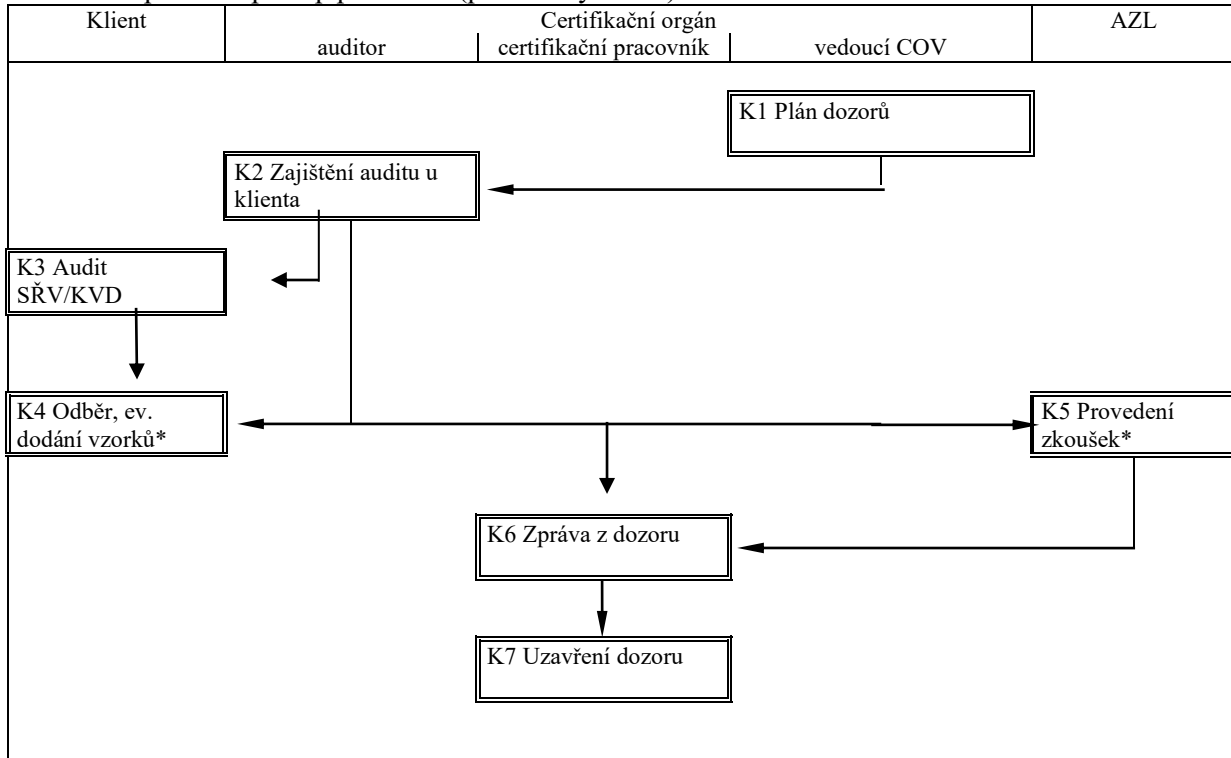 Klient
Certifikační orgán
AZL
auditor
certifikační pracovník
vedoucí COV
K1 Plán dozorů
K2 Zajištění auditu u
klienta
K3 Audit
SŘV/KVD
K4 Odběr, ev.
dodání vzorků*
K5 Provedení
zkoušek*
K6 Zpráva z dozoru
K7 Uzavření dozoru